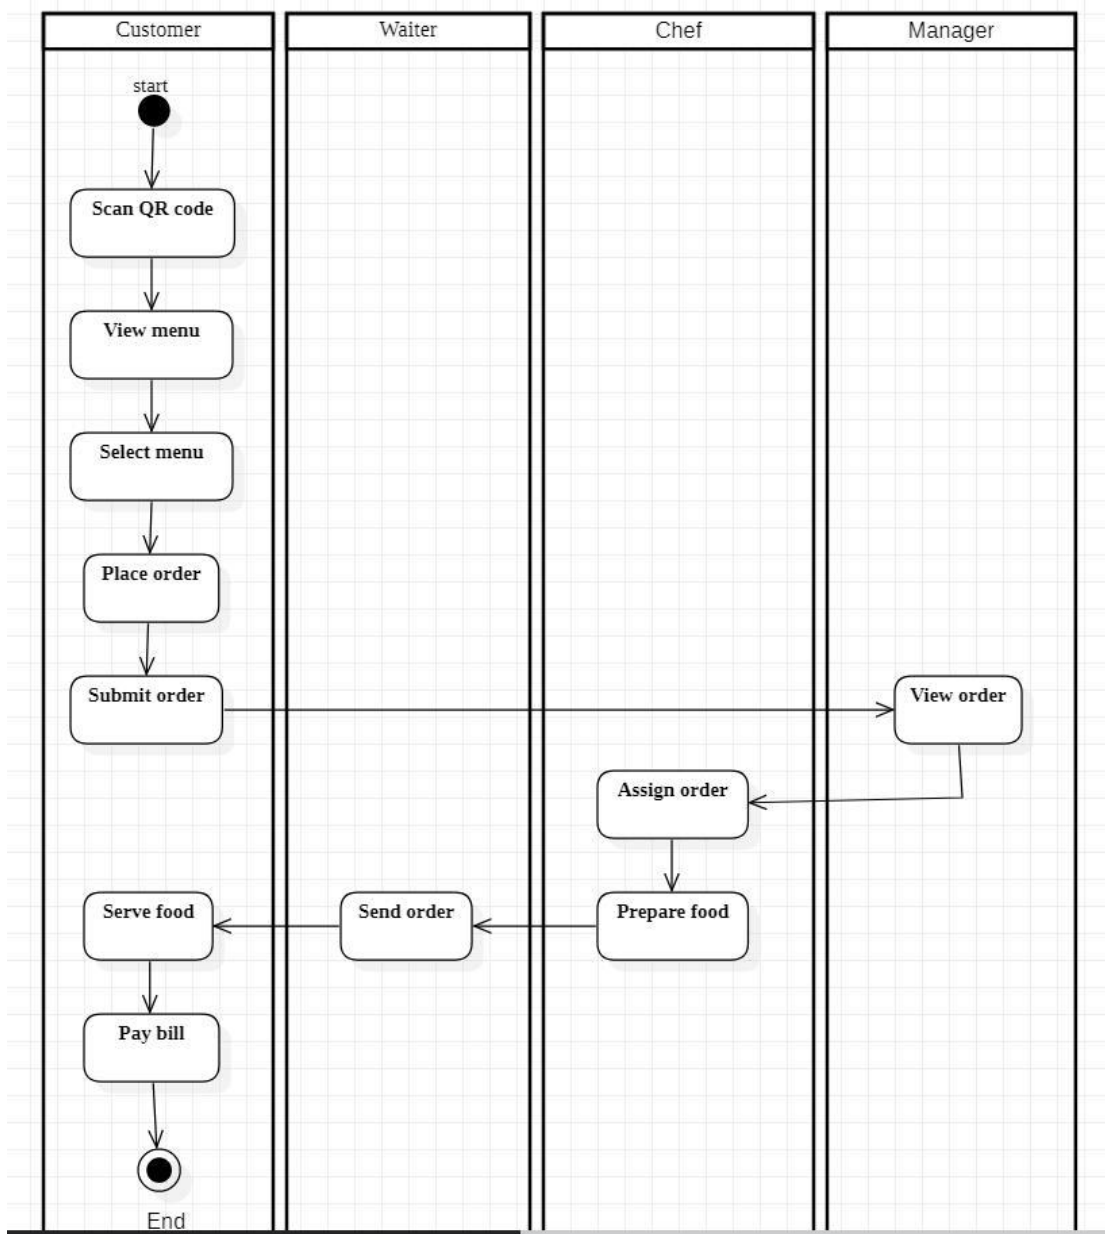 Customer
Waiter
Chef
Manager
start
Scan QR code
View menu
Select menu
Place order
Submit order
View order
Assign order
Serve food
Send order
Prepare food
Pay bill
End